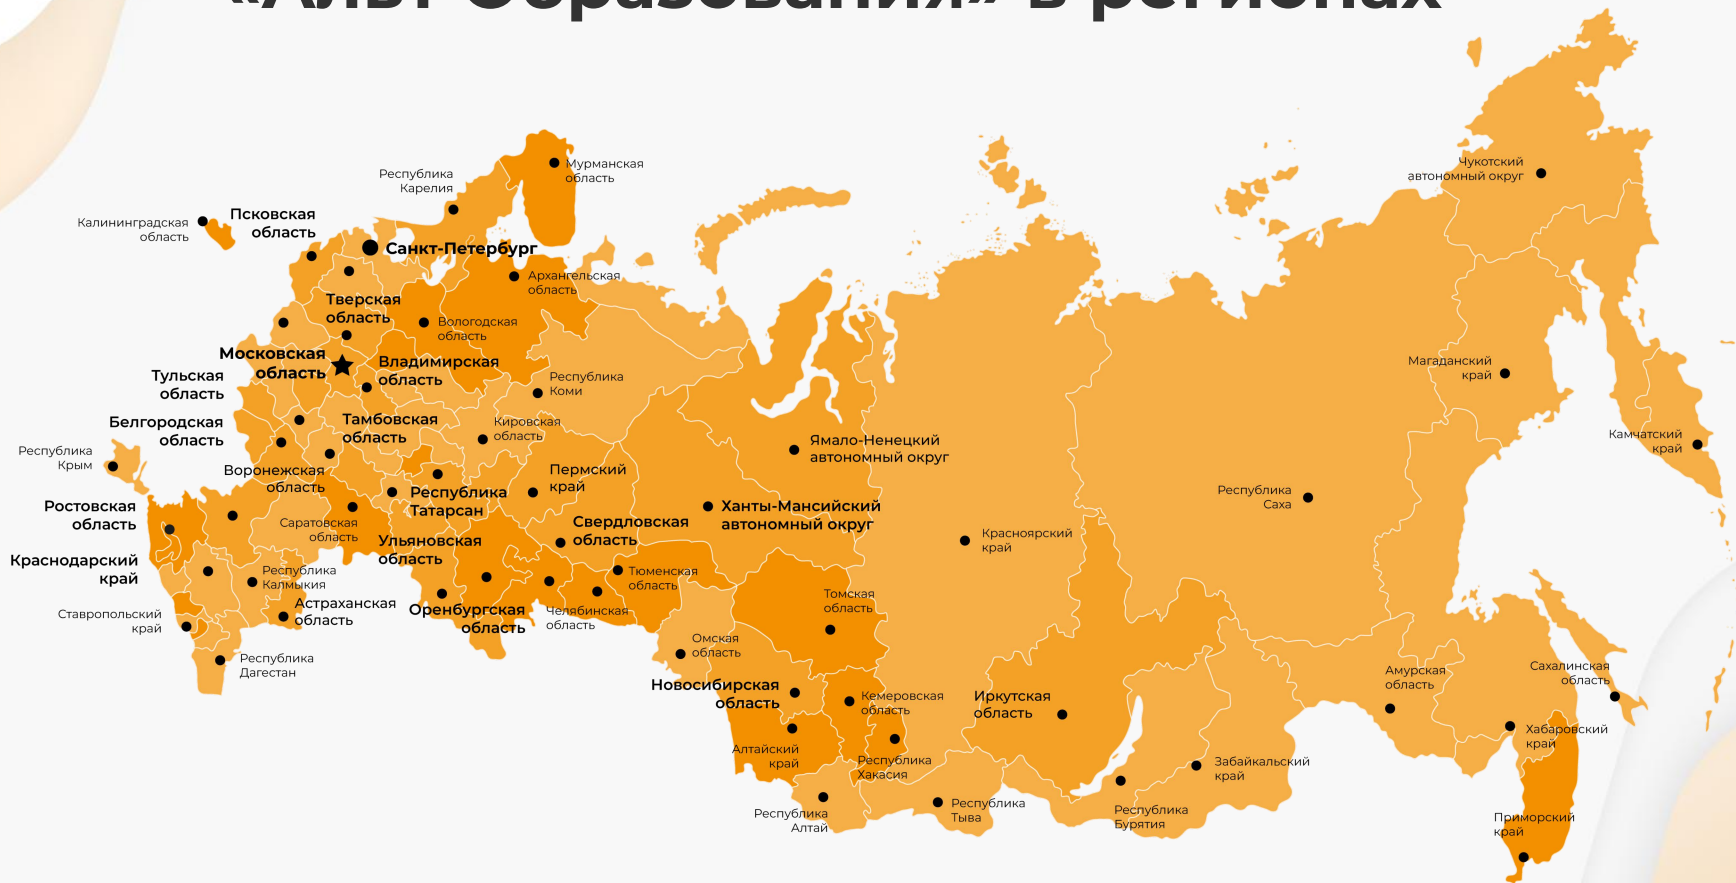 «Альт Образования» в регионах
Мурманская
область
Республика
Карелия
Чукотский
автономный округ
Калининградская
область
Псковская
область
Санкт-Петербург
Архангельская
область
Тверская
область
Вологодская
область
Московская
область
Владимирская
область
Тульская
область
Республика
Коми
Магаданский
край
Белгородская
область
Тамбовская
область
Кировская
область
Камчатский
край
Ямало-Ненецкий
автономный округ
Республика
Крым
Воронежская
область
Пермский
край
Республика
Татарсан
Республика
Саха
Ростовская
область
Ханты-Мансийский
автономный округ
Саратовская
область
Свердловская
область
Красноярский
край
Ульяновская
область
Краснодарский
край
Республика
Калмыкия
Тюменская
область
Астраханская
область
Оренбургская
область
Челябинская
область
Томская
область
Ставропольский
край
Омская
область
Республика
Дагестан
Сахалинская
область
Амурская
область
Новосибирская
область
Кемеровская
область
Иркутская
область
Хабаровский
край
Алтайский
край
Республика
Хакасия
Забайкальский
край
Республика
Алтай
Республика
Тыва
Республика
Бурятия
Приморский
край